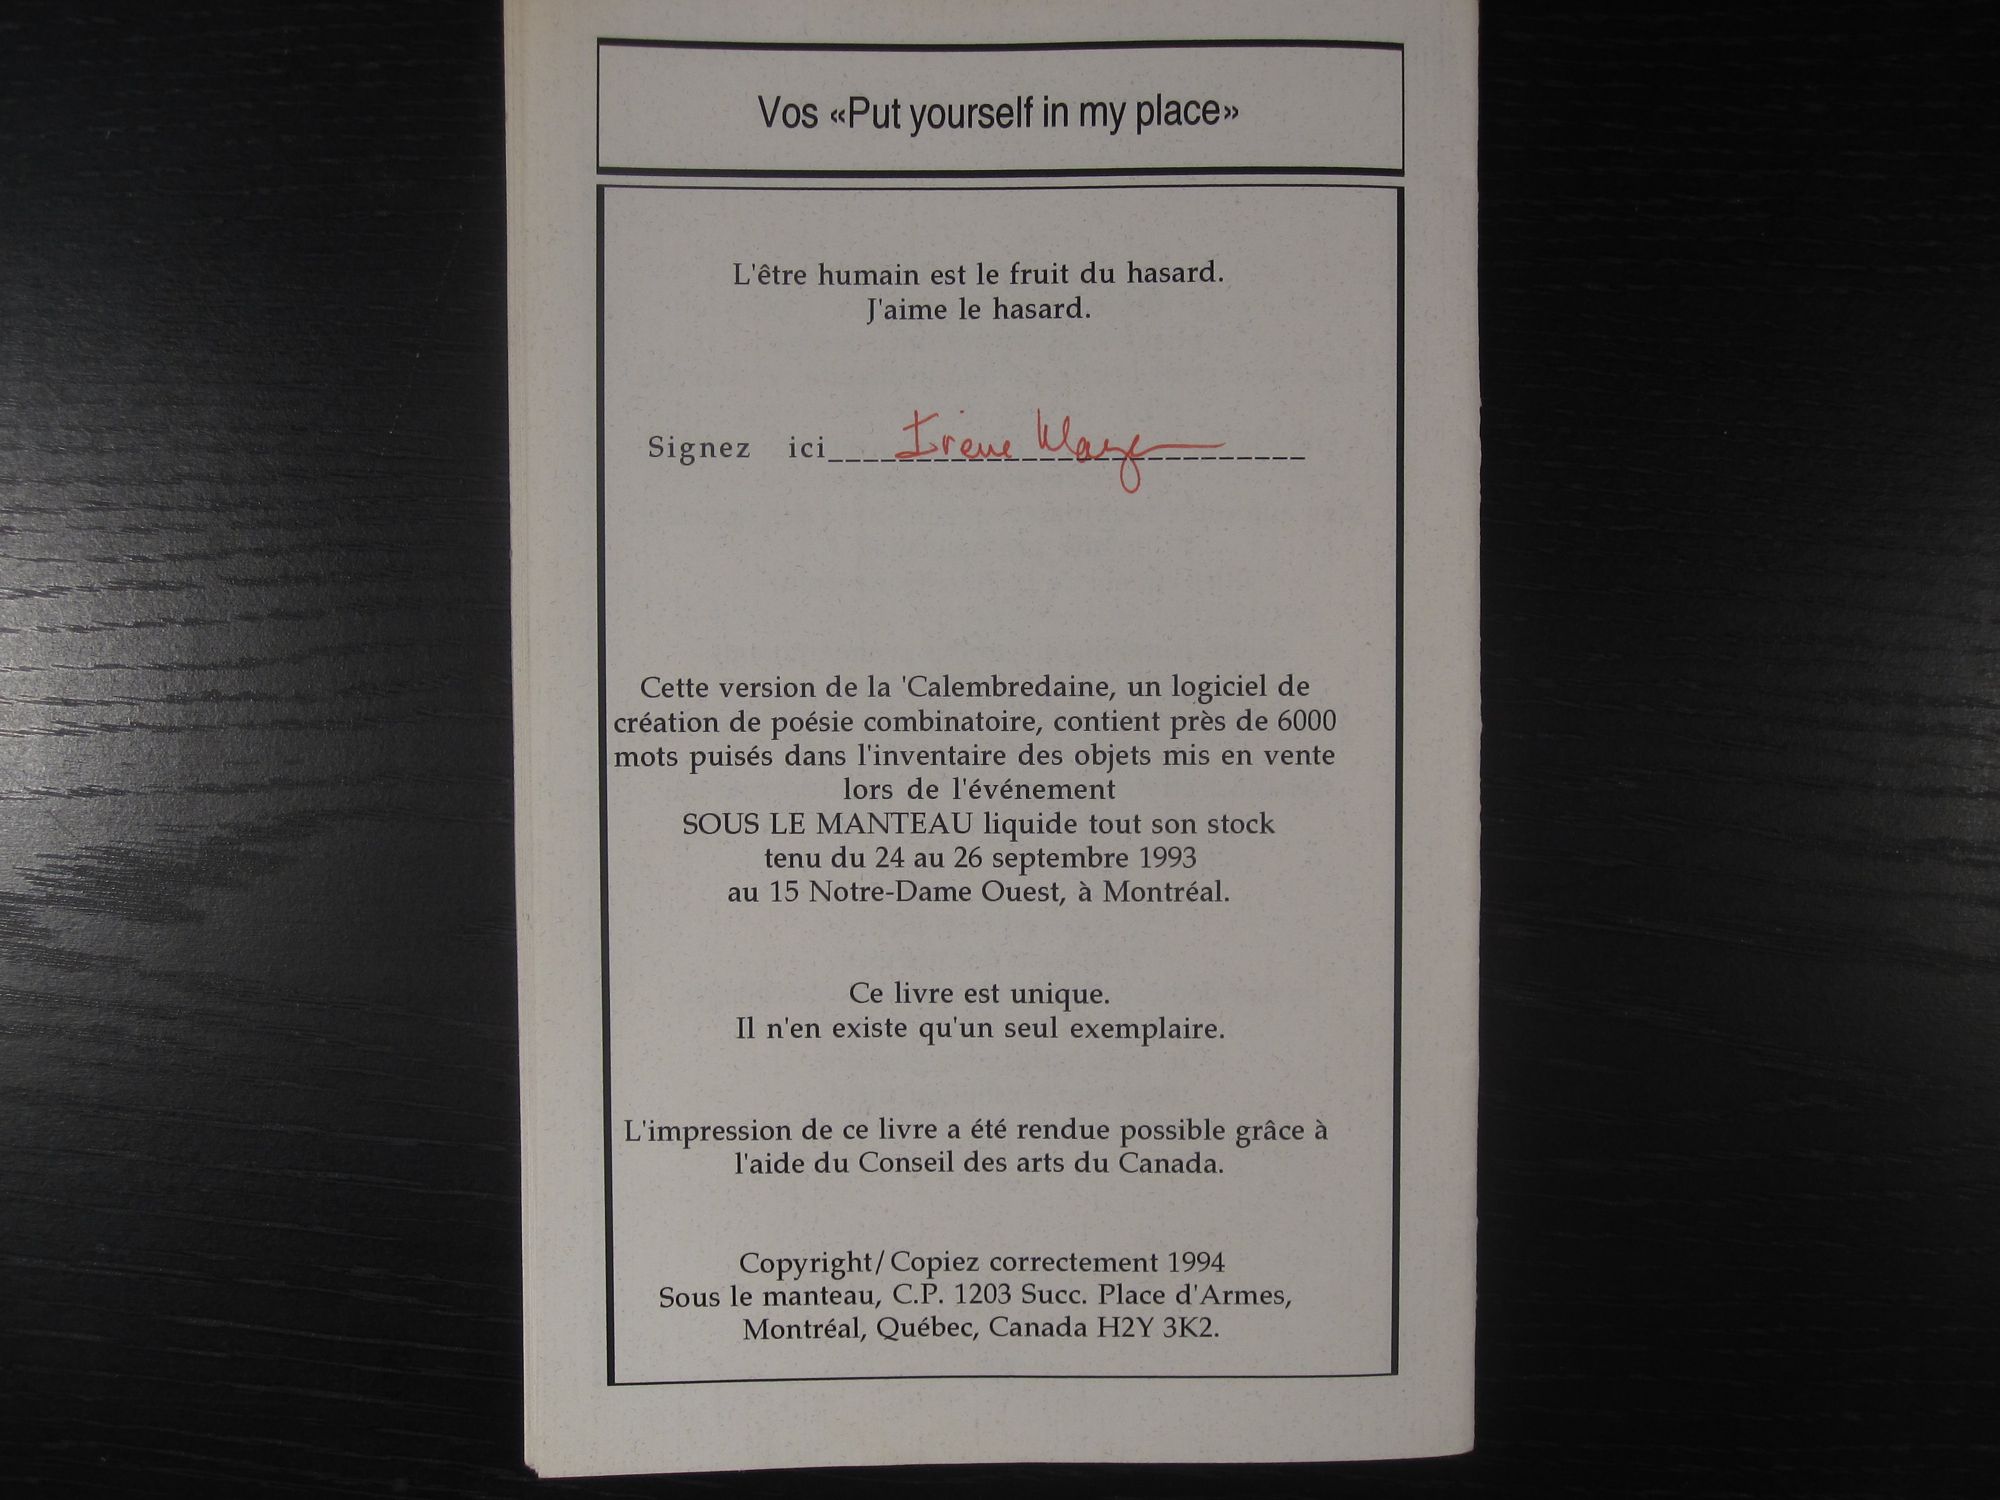 Vos «Put yourself in my place»
L'être humain est le fruit du hasard.
J'aime le hasard.
Signez ici Irène
Cette version de la 'Calembredaine, un logiciel de
création de poésie combinatoire, contient près de 6000
mots puisés dans l'inventaire des objets mis en vente
lors de l'événement
SOUS LE MANTEAU liquide tout son stock
tenu du 24 au 26 septembre 1993
au 15 Notre-Dame Ouest, à Montréal.
Ce livre est unique.
Il n'en existe qu'un seul exemplaire.
L'impression de ce livre a été rendue possible grâce à
l'aide du Conseil des arts du Canada.
Copyright/Copiez correctement 1994
Sous le manteau, C.P. 1203 Succ. Place d'Armes,
Montréal, Québec, Canada H2Y 3K2.